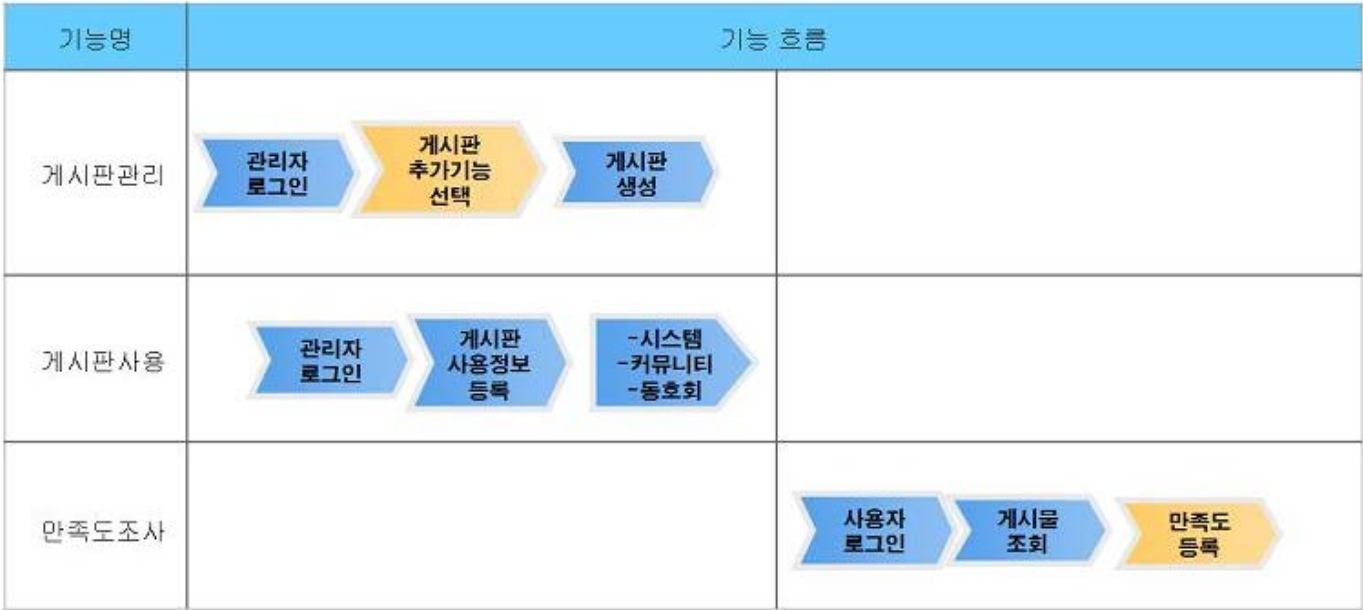 기능명
기능 흐름
게시판관리
관리자
로그인
게시판
추가기능
선택
게시판
생성
게시판사용
관리자
로그인
게시판
사용정보
등록
-시스템
-커뮤니티
-동호회
만족도조사
사용자
로그인
게시물
조회
만족도
등록